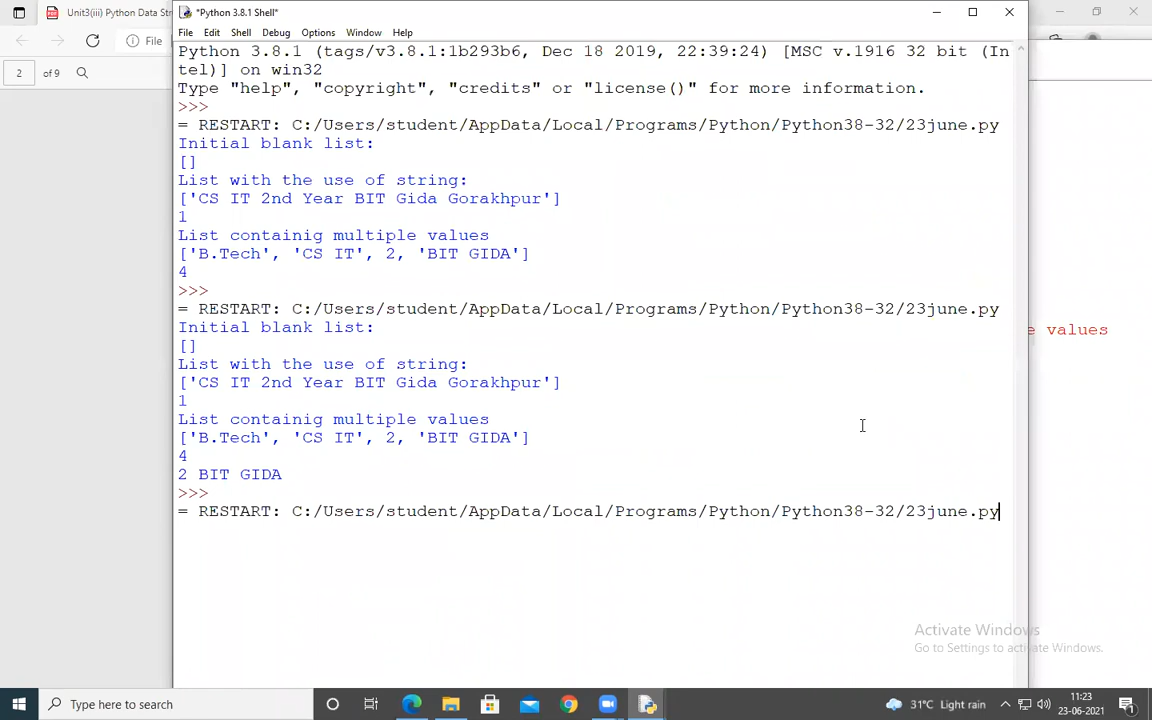 Unit3(iii) Python Data Str
*Python 3.8.1 Shell*
File Edit Shell Debug Options Window Help
File
2 of 9
Python 3.8.1 (tags/v3.8.1:1b293b6, Dec 18 2019, 22:39:24) [MSC v.1916 32 bit (In
tel)] on win32
Type "help", "copyright", "credits" or "license()" for more information.
>>>
= RESTART: C:/Users/student/AppData/Local/Programs/Python/Python38-32/23june.py
Initial blank list:
[]
List with the use of string:
['CS IT 2nd Year BIT Gida Gorakhpur']
1
List containig multiple values
['B.Tech', 'CS IT', 2, 'BIT GIDA']
4
>>>
= RESTART: C:/Users/student/AppData/Local/Programs/Python/Python38-32/23june.py
Initial blank list:
e values
[]
List with the use of string:
['CS IT 2nd Year BIT Gida Gorakhpur']
1
List containig multiple values
['B.Tech', 'CS IT', 2, 'BIT GIDA']
4
2 BIT GIDA
>>>
= RESTART: C:/Users/student/AppData/Local/Programs/Python/Python38-32/23june.py
Activate Windows
Go to Settings to activate Windows.
Type here to search
31°C Light rain
11:23
23-06-2021
1